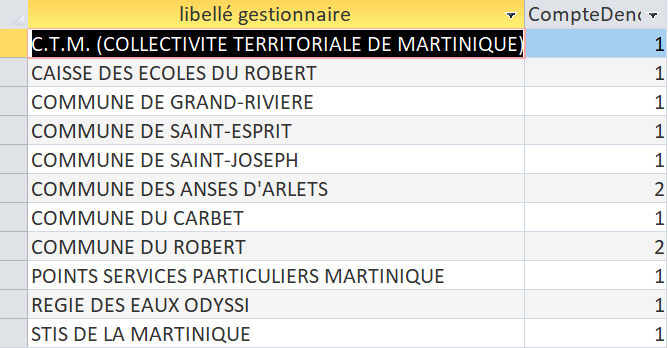 libellé gestionnaire CompteDenc
C.T.M. (COLLECTIVITE TERRITORIALE DE MARTINIQUE) 1
CAISSE DES ECOLES DU ROBERT 1
COMMUNE DE GRAND-RIVIERE 1
COMMUNE DE SAINT-ESPRIT 1
COMMUNE DE SAINT-JOSEPH 1
COMMUNE DES ANSES D'ARLETS 2
COMMUNE DU CARBET 1
COMMUNE DU ROBERT 2
POINTS SERVICES PARTICULIERS MARTINIQUE 1
REGIE DES EAUX ODYSSI 1
STIS DE LA MARTINIQUE 1